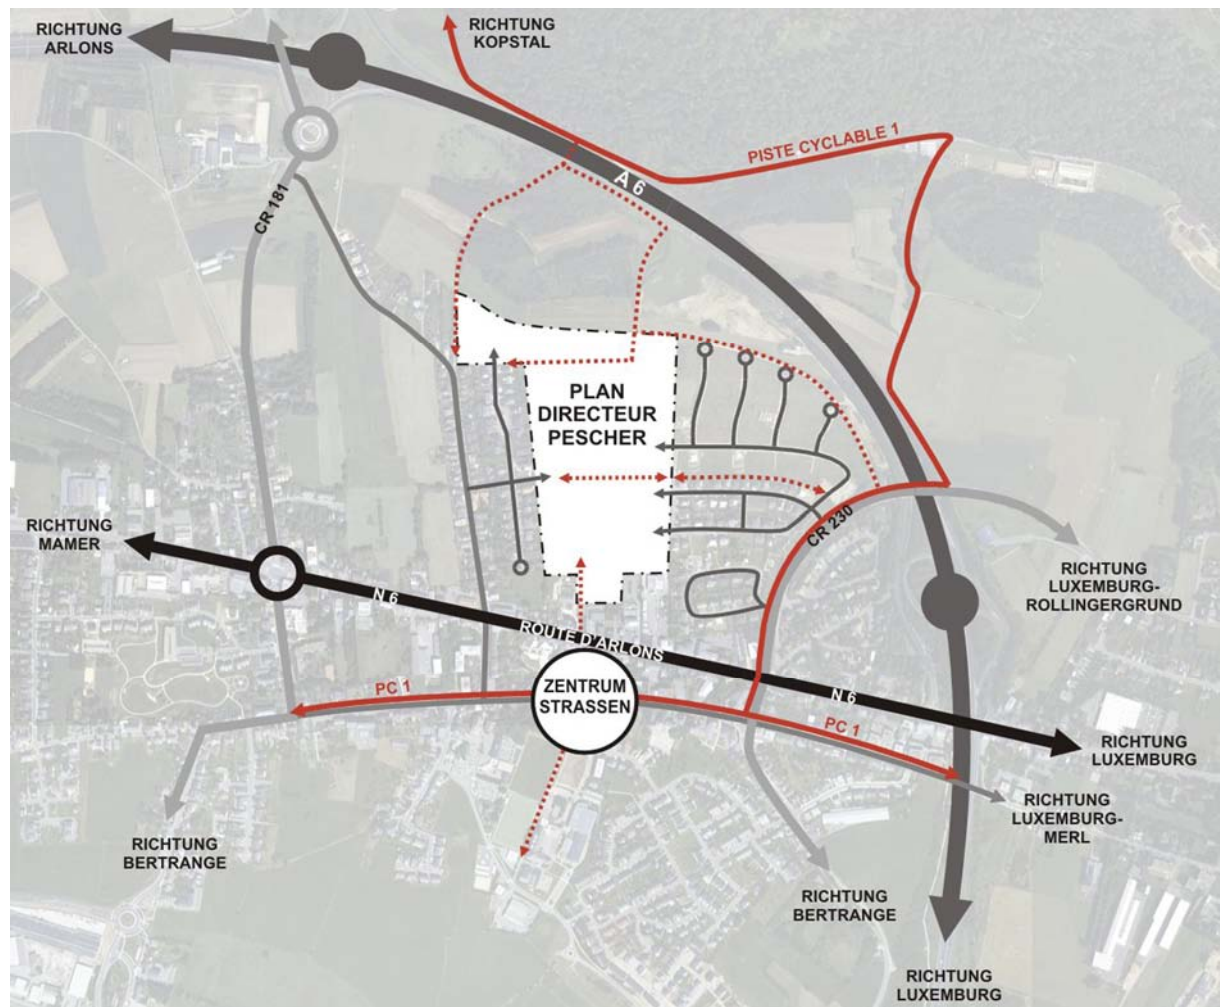 RICHTUNG
ARLONS
RICHTUNG
KOPSTAL
PISTE CYCLABLE 1
A 6
CR 181
PLAN
DIRECTEUR
PESCHER
RICHTUNG
MAMER
CR 230
RICHTUNG
LUXEMBURG-
ROLLINGERGRUND
N 6
ROUTE D'ARLONS
N 6
PC 1
ZENTRUM
STRASSEN
PC 1
RICHTUNG
LUXEMBURG
RICHTUNG
LUXEMBURG-
MERL
RICHTUNG
BERTRANGE
RICHTUNG
BERTRANGE
RICHTUNG
LUXEMBURG